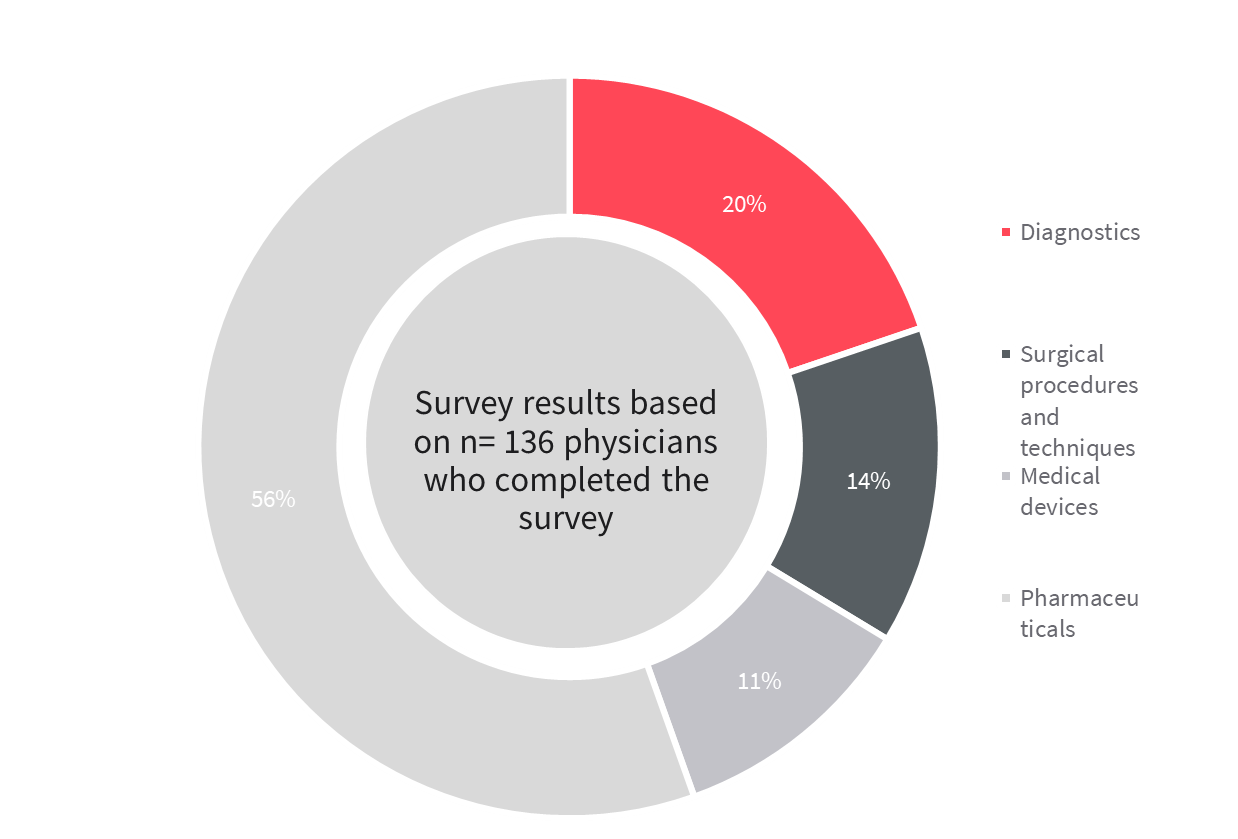 20%
14%
11%
56%
Survey results based
on n= 136 physicians
who completed the
survey
Diagnostics
Surgical
procedures
and
techniques
Medical
devices
Pharmaceu
ticals